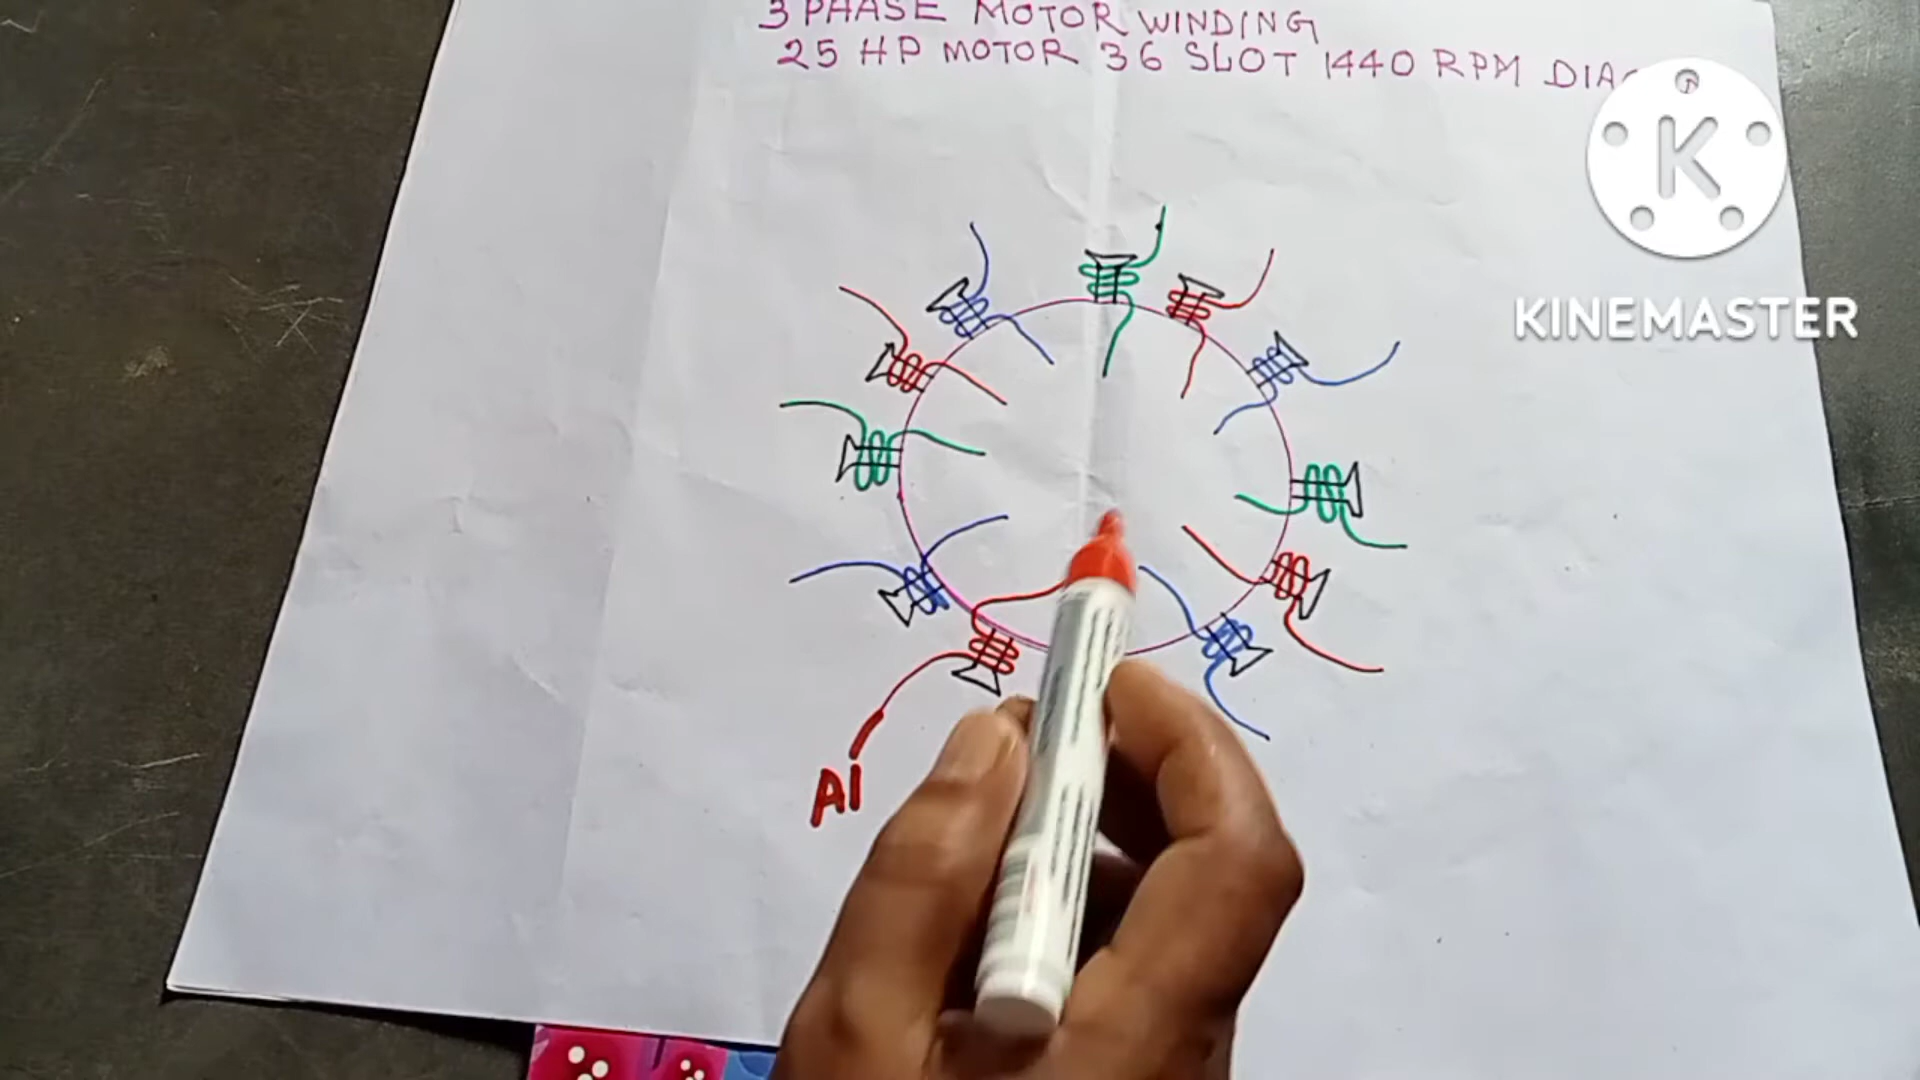 3 PHASE MOTOR WINDING
25 HP MOTOR 36 SLOT 1440 RPM
K
KINEMASTER
A1